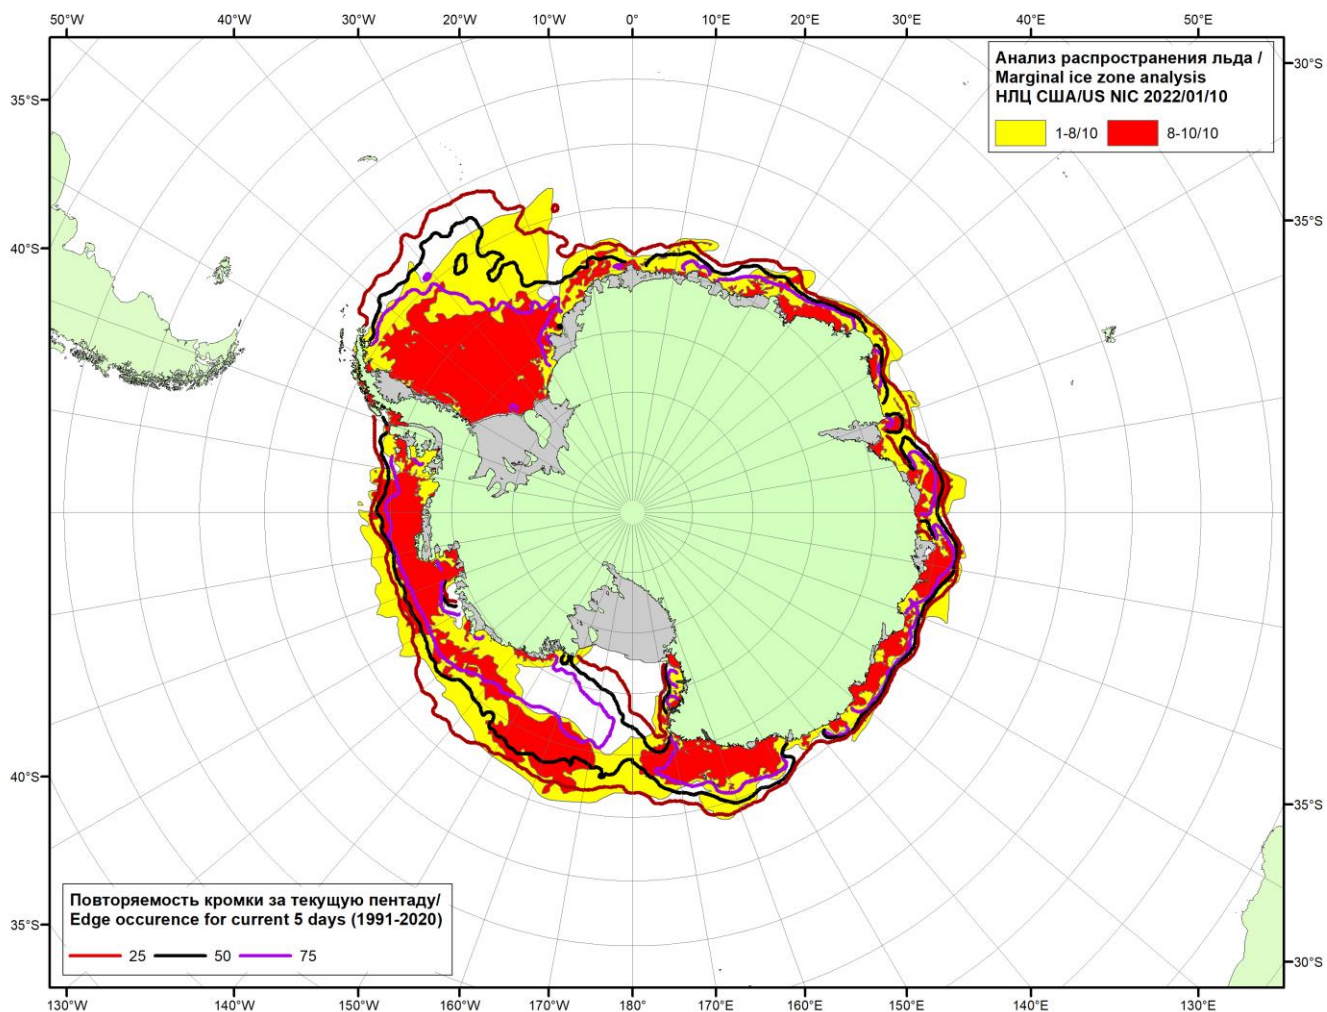 50°W 40°W 30°W 20°W 10°W 0° 10°E 20°E 30°E 40°E 50°E
Анализ распространения льда /
Marginal ice zone analysis
НЛЦ США/US NIC 2022/01/10
1-8/10 8-10/10
30°S
35°S
35°S
40°S
40°S
35°S
35°S
30°S
Повторяемость кромки за текущую пентаду/
Edge occurence for current 5 days (1991-2020)
25 50 75
130°W 140°W 150°W 160°W 170°W 180° 170°E 160°E 150°E 140°E 130°E